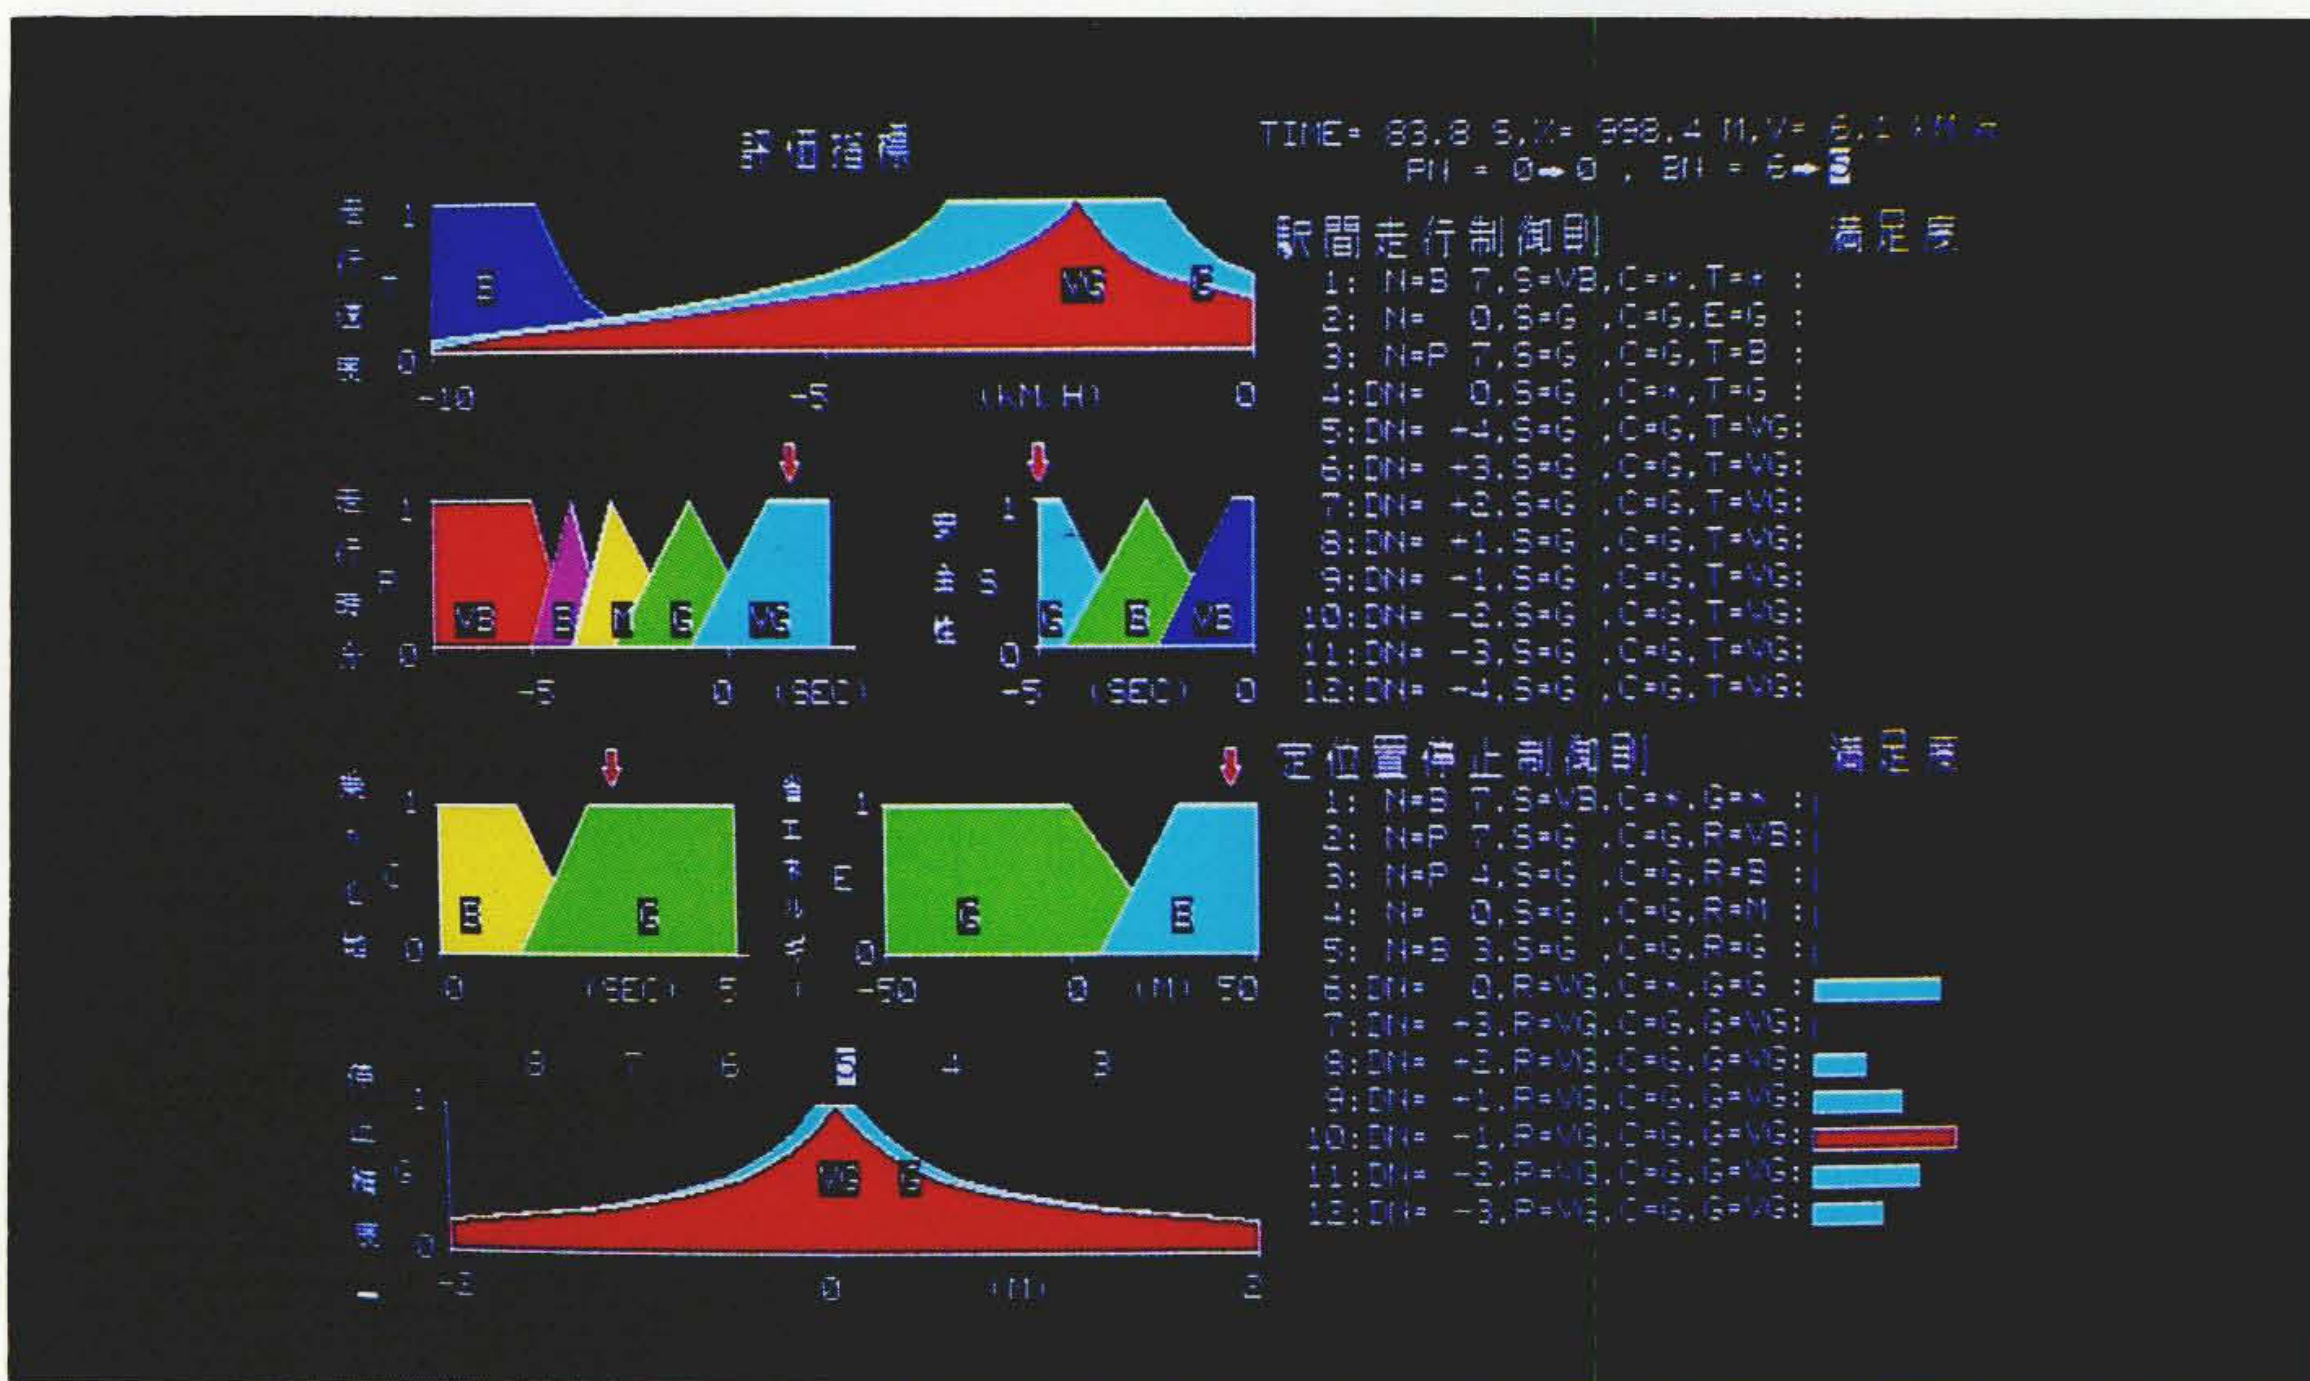 評価指標
TIME= 83.8 S,X= 998.4 M,V= 6.1 KM/H
PN = 0→0 , BN = 6→5
1
0
B
VG
G
-10
-5
(KM/H)
0
1
0
VB
B
M
G
VG
-5
0
(SEC)
1
S
0
G
B
VB
-5
(SEC)
0
1
C
0
B
G
0
(SEC)
5
1
E
0
G
B
-50
0
(M)
50
8
7
6
5
4
3
1
G
0
VG
G
-2
0
(M)
2
駅間走行制御則 満足度
1: N=B 7,S=VB,C=*,T=* :
2: N= 0,S=G ,C=G,E=G :
3: N=P 7,S=G ,C=G,T=B :
4:DN= 0,S=G ,C=*,T=G :
5:DN= +4,S=G ,C=G,T=VG:
6:DN= +3,S=G ,C=G,T=VG:
7:DN= +2,S=G ,C=G,T=VG:
8:DN= +1,S=G ,C=G,T=VG:
9:DN= -1,S=G ,C=G,T=VG:
10:DN= -2,S=G ,C=G,T=VG:
11:DN= -3,S=G ,C=G,T=VG:
12:DN= -4,S=G ,C=G,T=VG:
定位置停止制御則 満足度
1: N=B 7,S=VB,C=*,G=* :
2: N=P 7,S=G ,C=G,R=VB:
3: N=P 4,S=G ,C=G,R=B :
4: N= 0,S=G ,C=G,R=M :
5: N=B 3,S=G ,C=G,R=G :
6:DN= 0,R=VG,C=*,G=G :
7:DN= +3,R=VG,C=G,G=VG:
8:DN= +2,R=VG,C=G,G=VG:
9:DN= +1,R=VG,C=G,G=VG:
10:DN= -1,R=VG,C=G,G=VG:
11:DN= -2,R=VG,C=G,G=VG:
12:DN= -3,R=VG,C=G,G=VG: